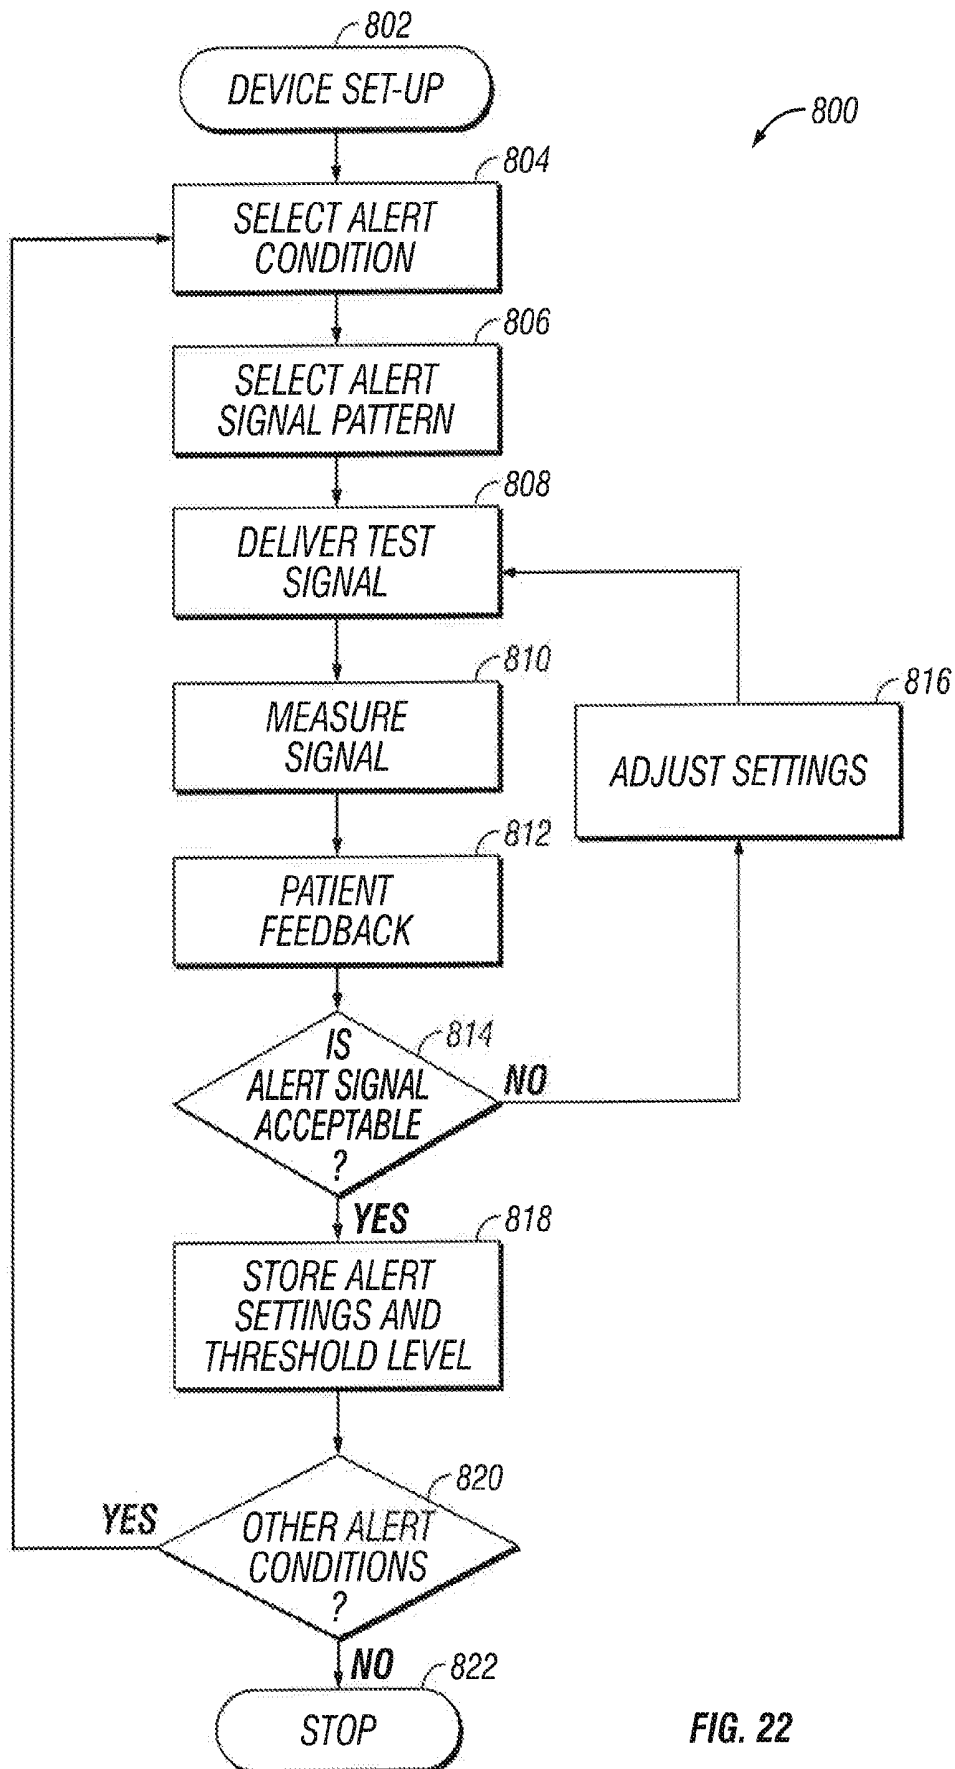 802
DEVICE SET-UP
800
804
SELECT ALERT
CONDITION
806
SELECT ALERT
SIGNAL PATTERN
808
DELIVER TEST
SIGNAL
810
MEASURE
SIGNAL
816
ADJUST SETTINGS
812
PATIENT
FEEDBACK
814
IS
ALERT SIGNAL
ACCEPTABLE
?
NO
YES
818
STORE ALERT
SETTINGS AND
THRESHOLD LEVEL
820
YES
OTHER ALERT
CONDITIONS
?
NO
822
STOP
FIG. 22